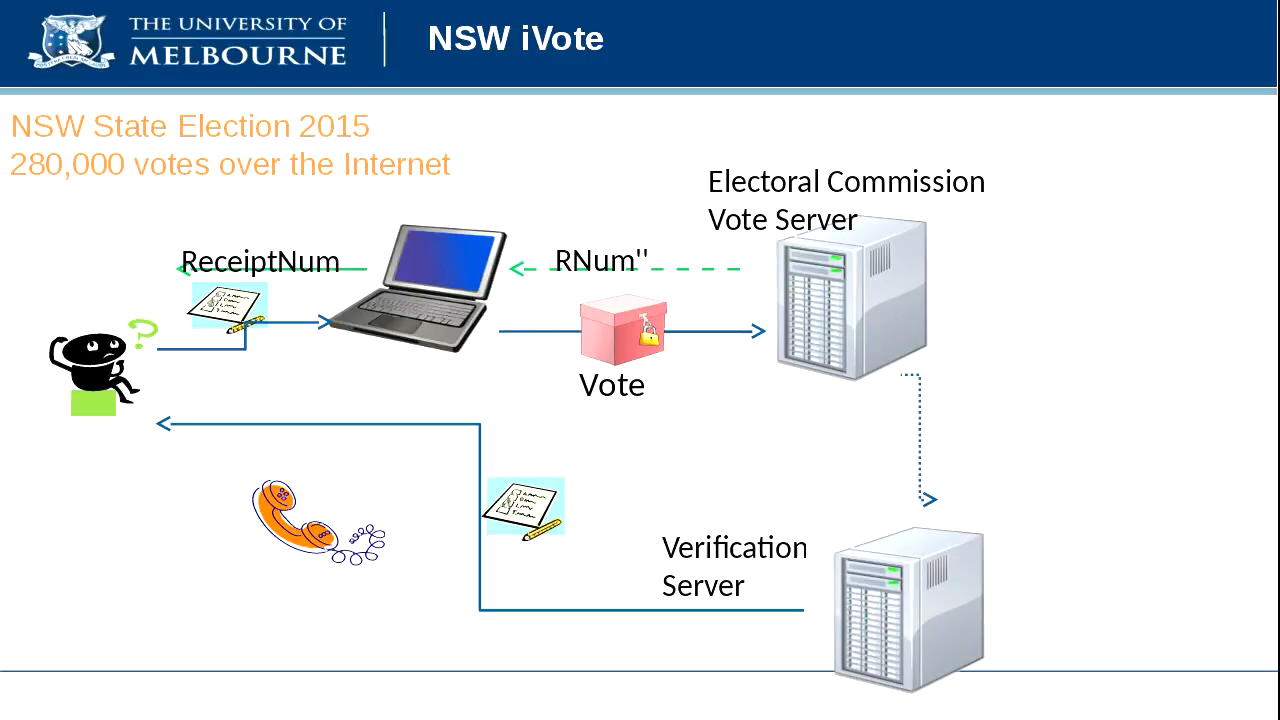 THE UNIVERSITY OF
MELBOURNE
NSW iVote
NSW State Election 2015
280,000 votes over the Internet
Electoral Commission
Vote Server
ReceiptNum
RNum''
Vote
Verification
Server